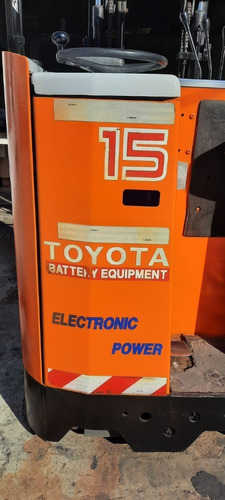 15
TOYOTA
BATTERY EQUIPMENT
ELECTRONIC
POWER